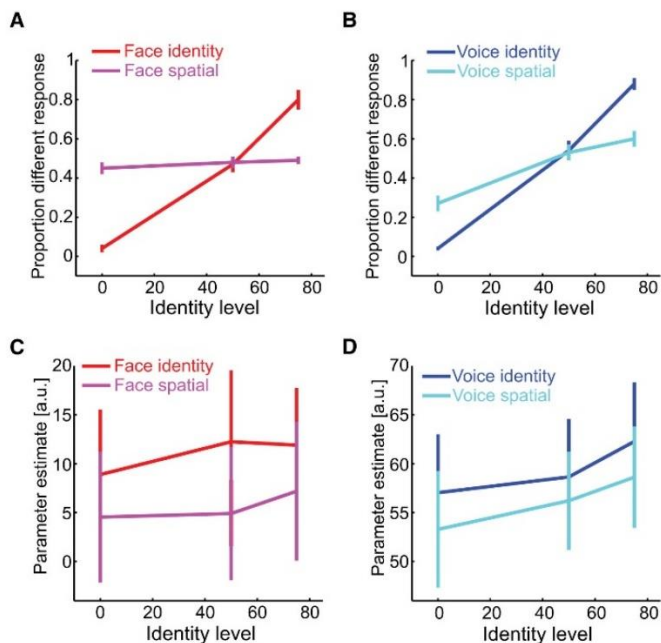 A
Face identity
Face spatial
Proportion different response
1
0.8
0.6
0.4
0.2
0
0 20 40 60 80
Identity level
B
Voice identity
Voice spatial
Proportion different response
1
0.8
0.6
0.4
0.2
0
0 20 40 60 80
Identity level
C
Face identity
Face spatial
Parameter estimate [a.u.]
20
15
10
5
0
0 20 40 60 80
Identity level
D
Voice identity
Voice spatial
Parameter estimate [a.u.]
70
65
60
55
50
0 20 40 60 80
Identity level